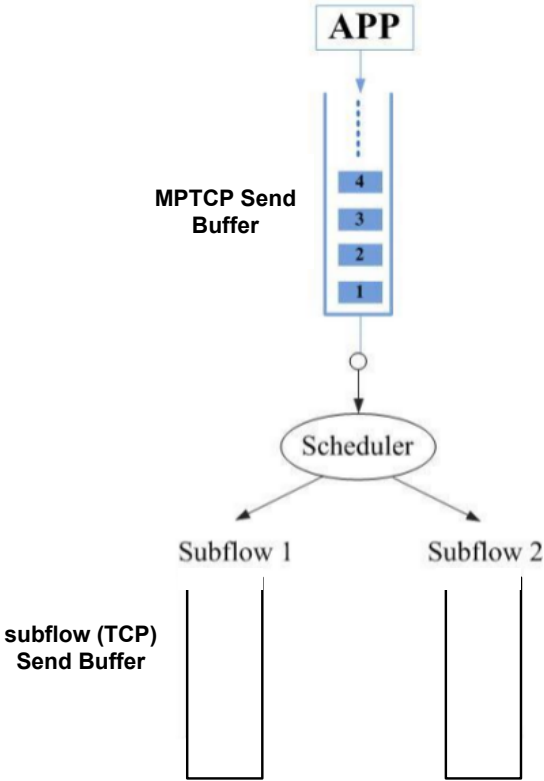 APP
MPTCP Send
Buffer
4
3
2
1
Scheduler
Subflow 1
Subflow 2
subflow (TCP)
Send Buffer